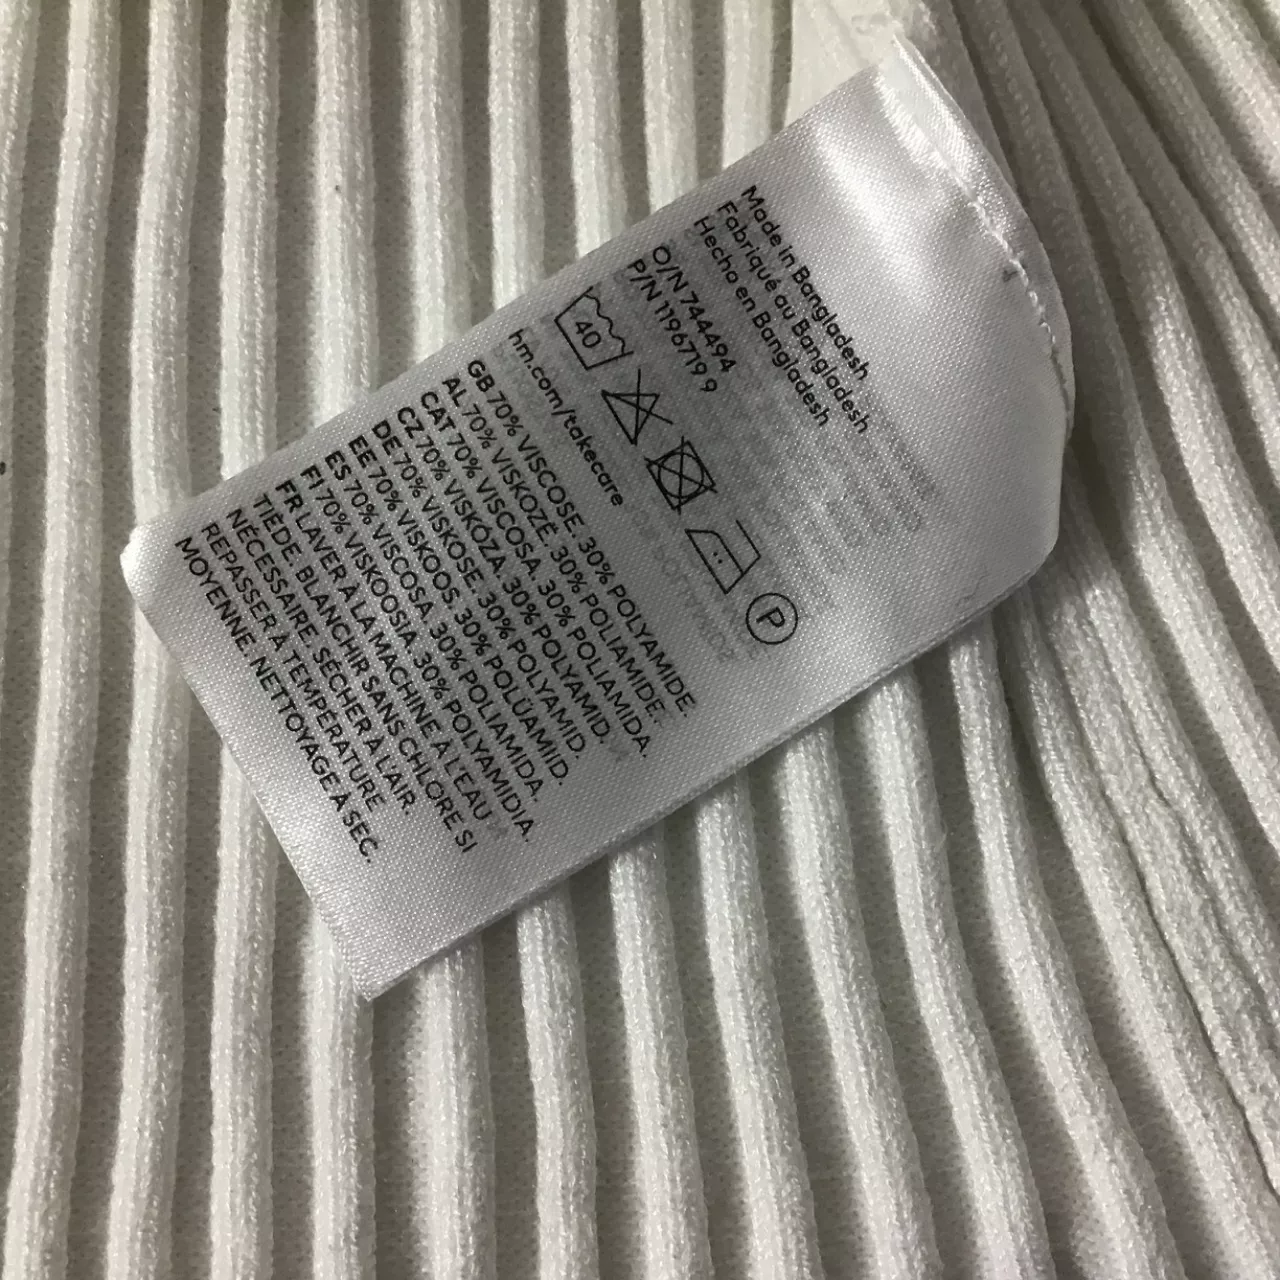 Made in Bangladesh
Fabriqué au Bangladesh
Hecho en Bangladesh
O/N 744494
P/N 1196719 9
40
P
hm.com/takecare
GB 70% VISCOSE. 30% POLYAMIDE.
AL 70% VISKOZË. 30% POLIAMIDE.
CAT 70% VISCOSA. 30% POLIAMIDA.
CZ 70% VISKÓZA. 30% POLYAMID.
DE 70% VISKOSE. 30% POLYAMID.
EE 70% VISKOOS. 30% POLÜAMIID.
ES 70% VISCOSA. 30% POLIAMIDA.
FI 70% VISKOOSIA. 30% POLYAMIDIA.
FR LAVER À LA MACHINE À L'EAU
TIÈDE. BLANCHIR SANS CHLORE SI
NÉCESSAIRE. SÉCHER À L'AIR.
REPASSER À TEMPÉRATURE
MOYENNE. NETTOYAGE À SEC.